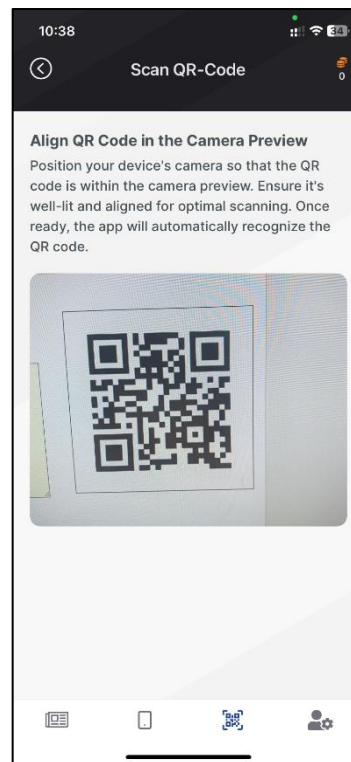 10:38
34
Scan QR-Code
0
Align QR Code in the Camera Preview
Position your device's camera so that the QR
code is within the camera preview. Ensure it's
well-lit and aligned for optimal scanning. Once
ready, the app will automatically recognize the
QR code.